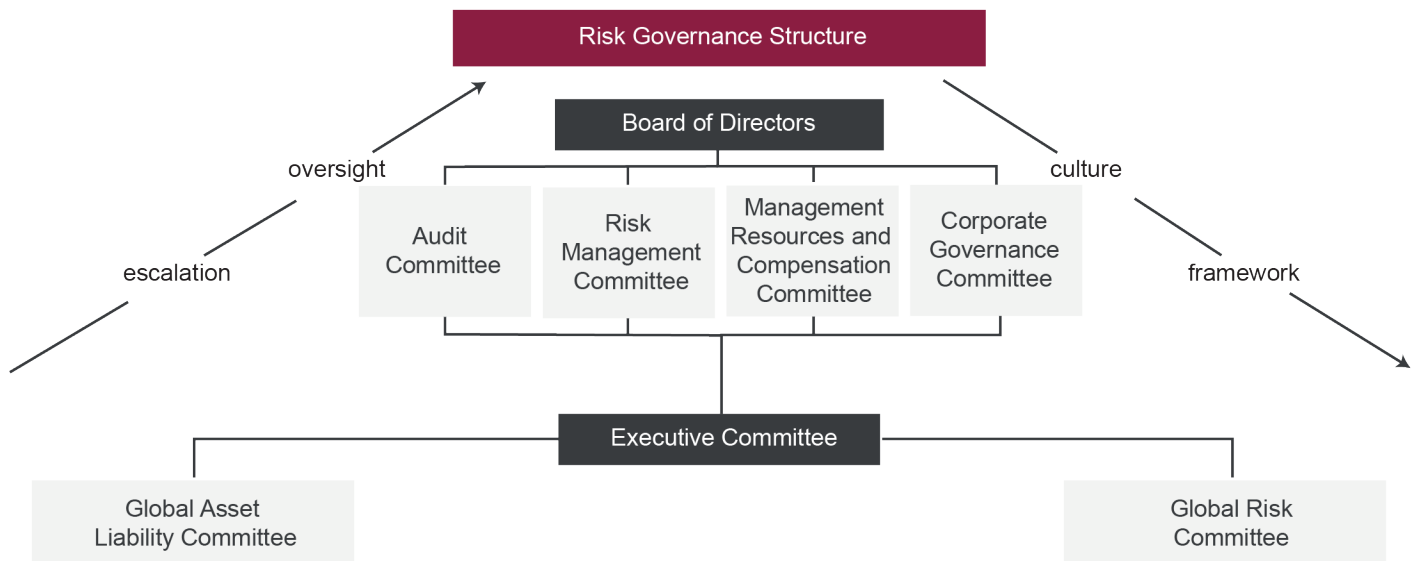 Risk Governance Structure
Board of Directors
oversight
culture
escalation
framework
Audit
Committee
Risk
Management
Committee
Management
Resources and
Compensation
Committee
Corporate
Governance
Committee
Executive Committee
Global Asset
Liability Committee
Global Risk
Committee